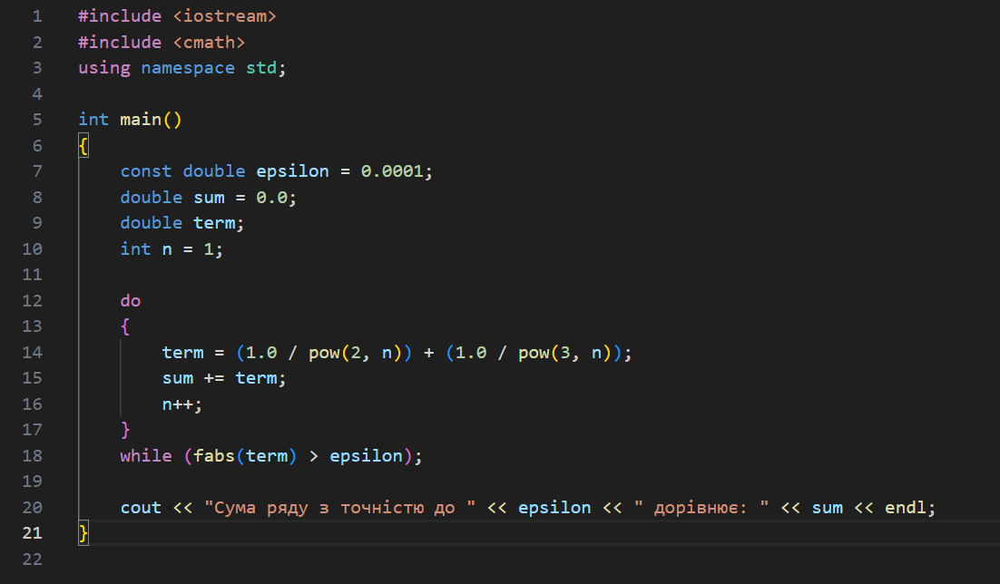 1 #include <iostream>
2 #include <cmath>
3 using namespace std;
4
5 int main()
6 {
7     const double epsilon = 0.0001;
8     double sum = 0.0;
9     double term;
10     int n = 1;
11
12     do
13     {
14         term = (1.0 / pow(2, n)) + (1.0 / pow(3, n));
15         sum += term;
16         n++;
17     }
18     while (fabs(term) > epsilon);
19
20     cout << "Сума ряду з точністю до " << epsilon << " дорівнює: " << sum << endl;
21 }
22